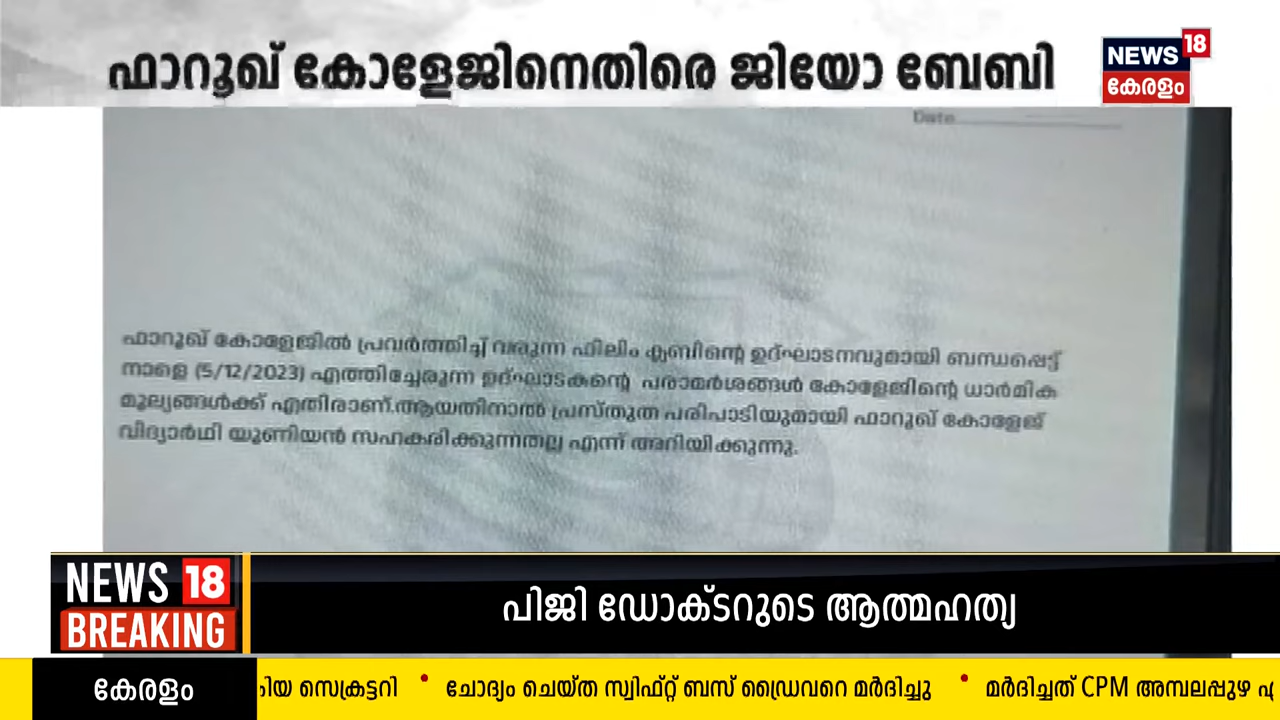 ഫാറൂഖ് കോളേജിനെതിരെ ജിയോ ബേബി
NEWS 18
കേരളം
Date
ഫാറൂഖ് കോളേജിൽ പ്രവർത്തിച്ച് വരുന്ന ഫിലിം ക്ലബിന്റെ ഉദ്ഘാടനവുമായി ബന്ധപ്പെട്ട്
നാളെ (5/12/2023) എത്തിച്ചേരുന്ന ഉദ്ഘാടകന്റെ പരാമർശങ്ങൾ കോളേജിന്റെ ധാർമിക
മൂല്യങ്ങൾക്ക് എതിരാണ്.ആയതിനാൽ പ്രസ്തുത പരിപാടിയുമായി ഫാറൂഖ് കോളേജ്
വിദ്യാർഥി യൂണിയൻ സഹകരിക്കുന്നതല്ല എന്ന് അറിയിക്കുന്നു.
NEWS 18
BREAKING
പിജി ഡോക്ടറുടെ ആത്മഹത്യ
കേരളം
സെക്രട്ടറി • ചോദ്യം ചെയ്ത സ്വിഫ്റ്റ് ബസ് ഡ്രൈവറെ മർദിച്ചു • മർദിച്ചത് CPM അമ്പലപ്പുഴ